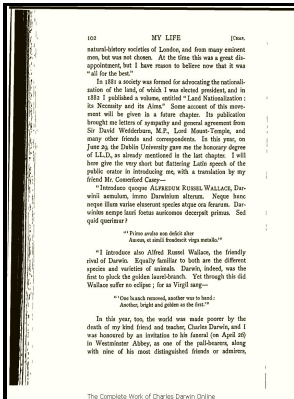 102 MY LIFE [CHAP.
natural-history societies of London, and from many eminent
men, but was not chosen. At the time this was a great dis-
appointment, but I have reason to believe now that it was
"all for the best."
In 1881 a society was formed for advocating the nationali-
zation of the land, of which I was elected president, and in
1882 I published a volume, entitled "Land Nationalization;
its Necessity and its Aims." Some account of this move-
ment will be given in a future chapter. Its publication
brought me letters of sympathy and general agreement from
Sir David Wedderburn, M.P., Lord Mount-Temple, and
many other friends and correspondents. In this year, on
June 29, the Dublin University gave me the honorary degree
of LL.D., as already mentioned in the last chapter. I will
here give the very short but flattering Latin speech of the
public orator in introducing me, with a translation by my
friend Mr. Comerford Casey—
"Introduco quoque ALFREDUM RUSSEL WALLACE, Dar-
winii aemulum, immo Darwinium alterum. Neque hunc
neque illum variae eluserunt species atque ora ferarum. Dar-
winius nempe lauri foetus auricomos decerpsit primus. Sed
quid querimur?
"'Primo avulso non deficit alter
Aureus, et simili frondescit virga metallo.'"
"I introduce also Alfred Russel Wallace, the friendly
rival of Darwin. Equally familiar to both are the different
species and varieties of animals. Darwin, indeed, was the
first to pluck the golden laurel-branch. Yet through this did
Wallace suffer no eclipse; for as Virgil sang—
"'One branch removed, another was to hand:
Another, bright and golden as the first.'"
In this year, too, the world was made poorer by the
death of my kind friend and teacher, Charles Darwin, and I
was honoured by an invitation to his funeral (on April 26)
in Westminster Abbey, as one of the pall-bearers, along
with nine of his most distinguished friends or admirers,
The Complete Work of Charles Darwin Online